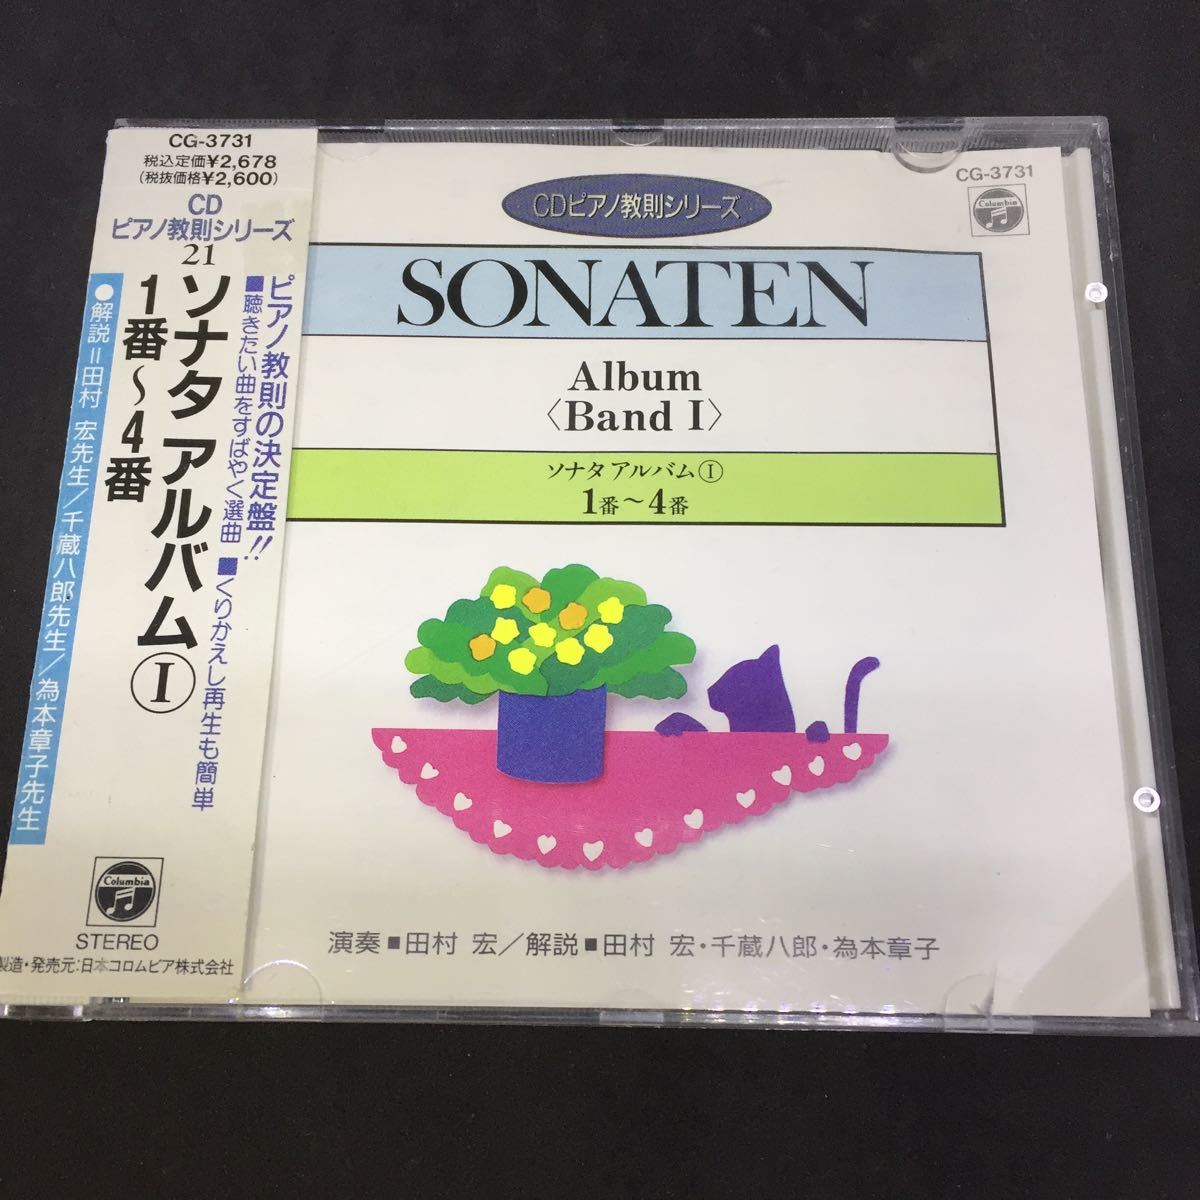 CG-3731
税込定価¥2,678
(税抜価格¥2,600)
CD
ピアノ教則シリーズ
21
ピアノ教則の決定盤!!
■聴きたい曲をすばやく選曲 ■くりかえし再生も簡単
ソナタ アルバム Ⓘ
1番〜4番
●解説=田村 宏先生/千蔵八郎先生/為本章子先生
Columbia
STEREO
製造・発売元:日本コロムビア株式会社
CDピアノ教則シリーズ
CG-3731
Columbia
SONATEN
Album
〈Band I〉
ソナタ アルバム Ⓘ
1番〜4番
演奏■田村 宏/解説■田村 宏・千蔵八郎・為本章子